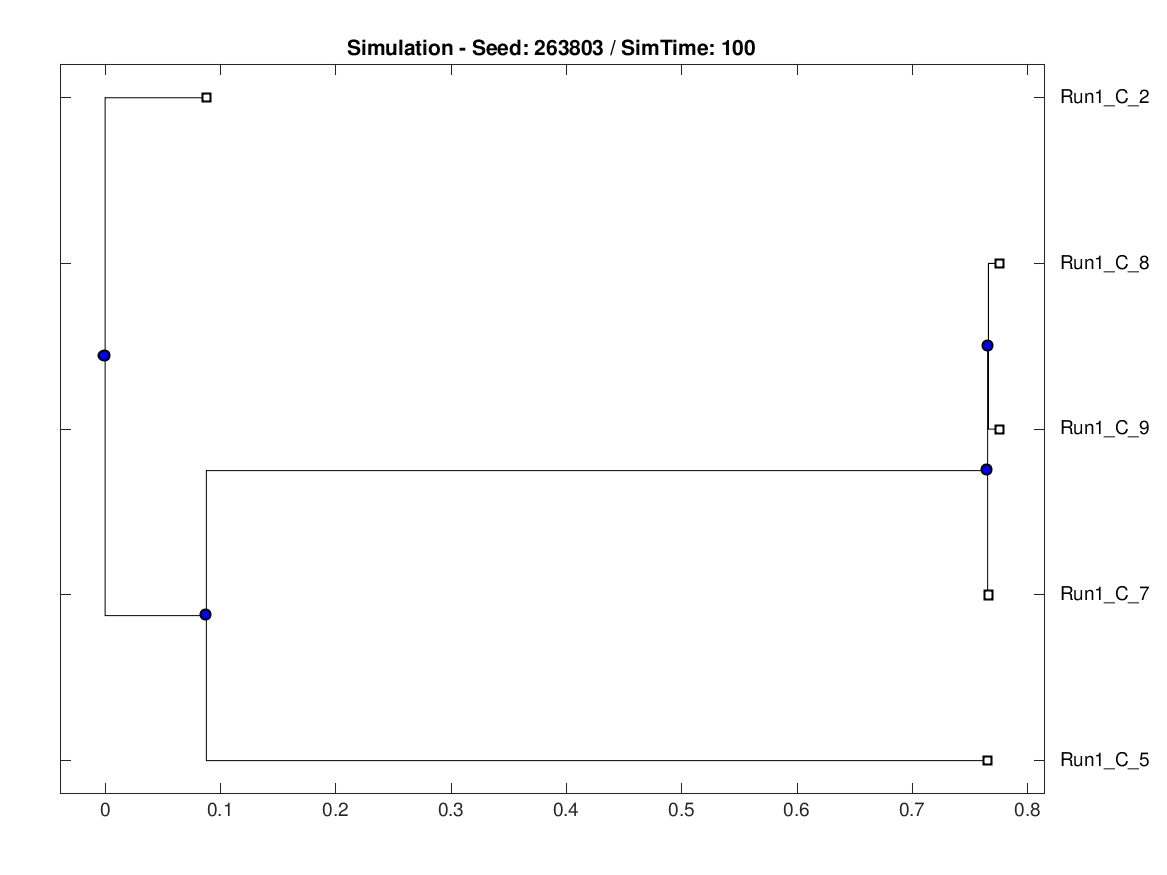 Simulation - Seed: 263803 / SimTime: 100
Run1_C_2
Run1_C_8
Run1_C_9
Run1_C_7
Run1_C_5
0 0.1 0.2 0.3 0.4 0.5 0.6 0.7 0.8